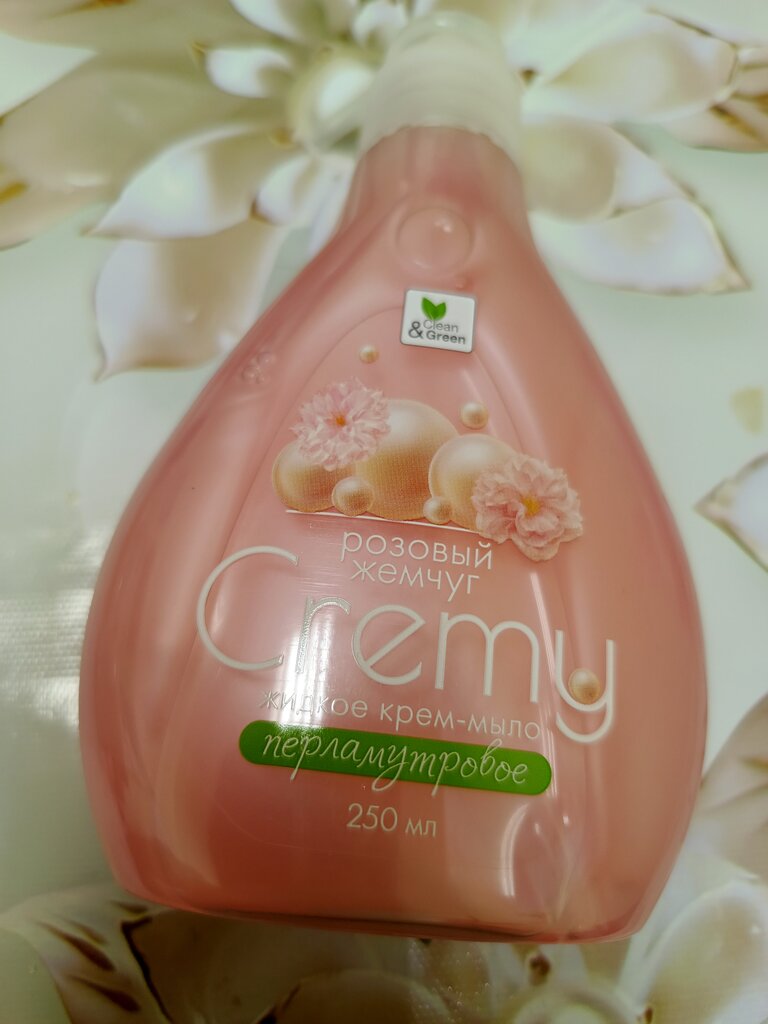 Clean
& Green
розовый
жемчуг
Cremy
жидкое крем-мыло
перламутровое
250 мл